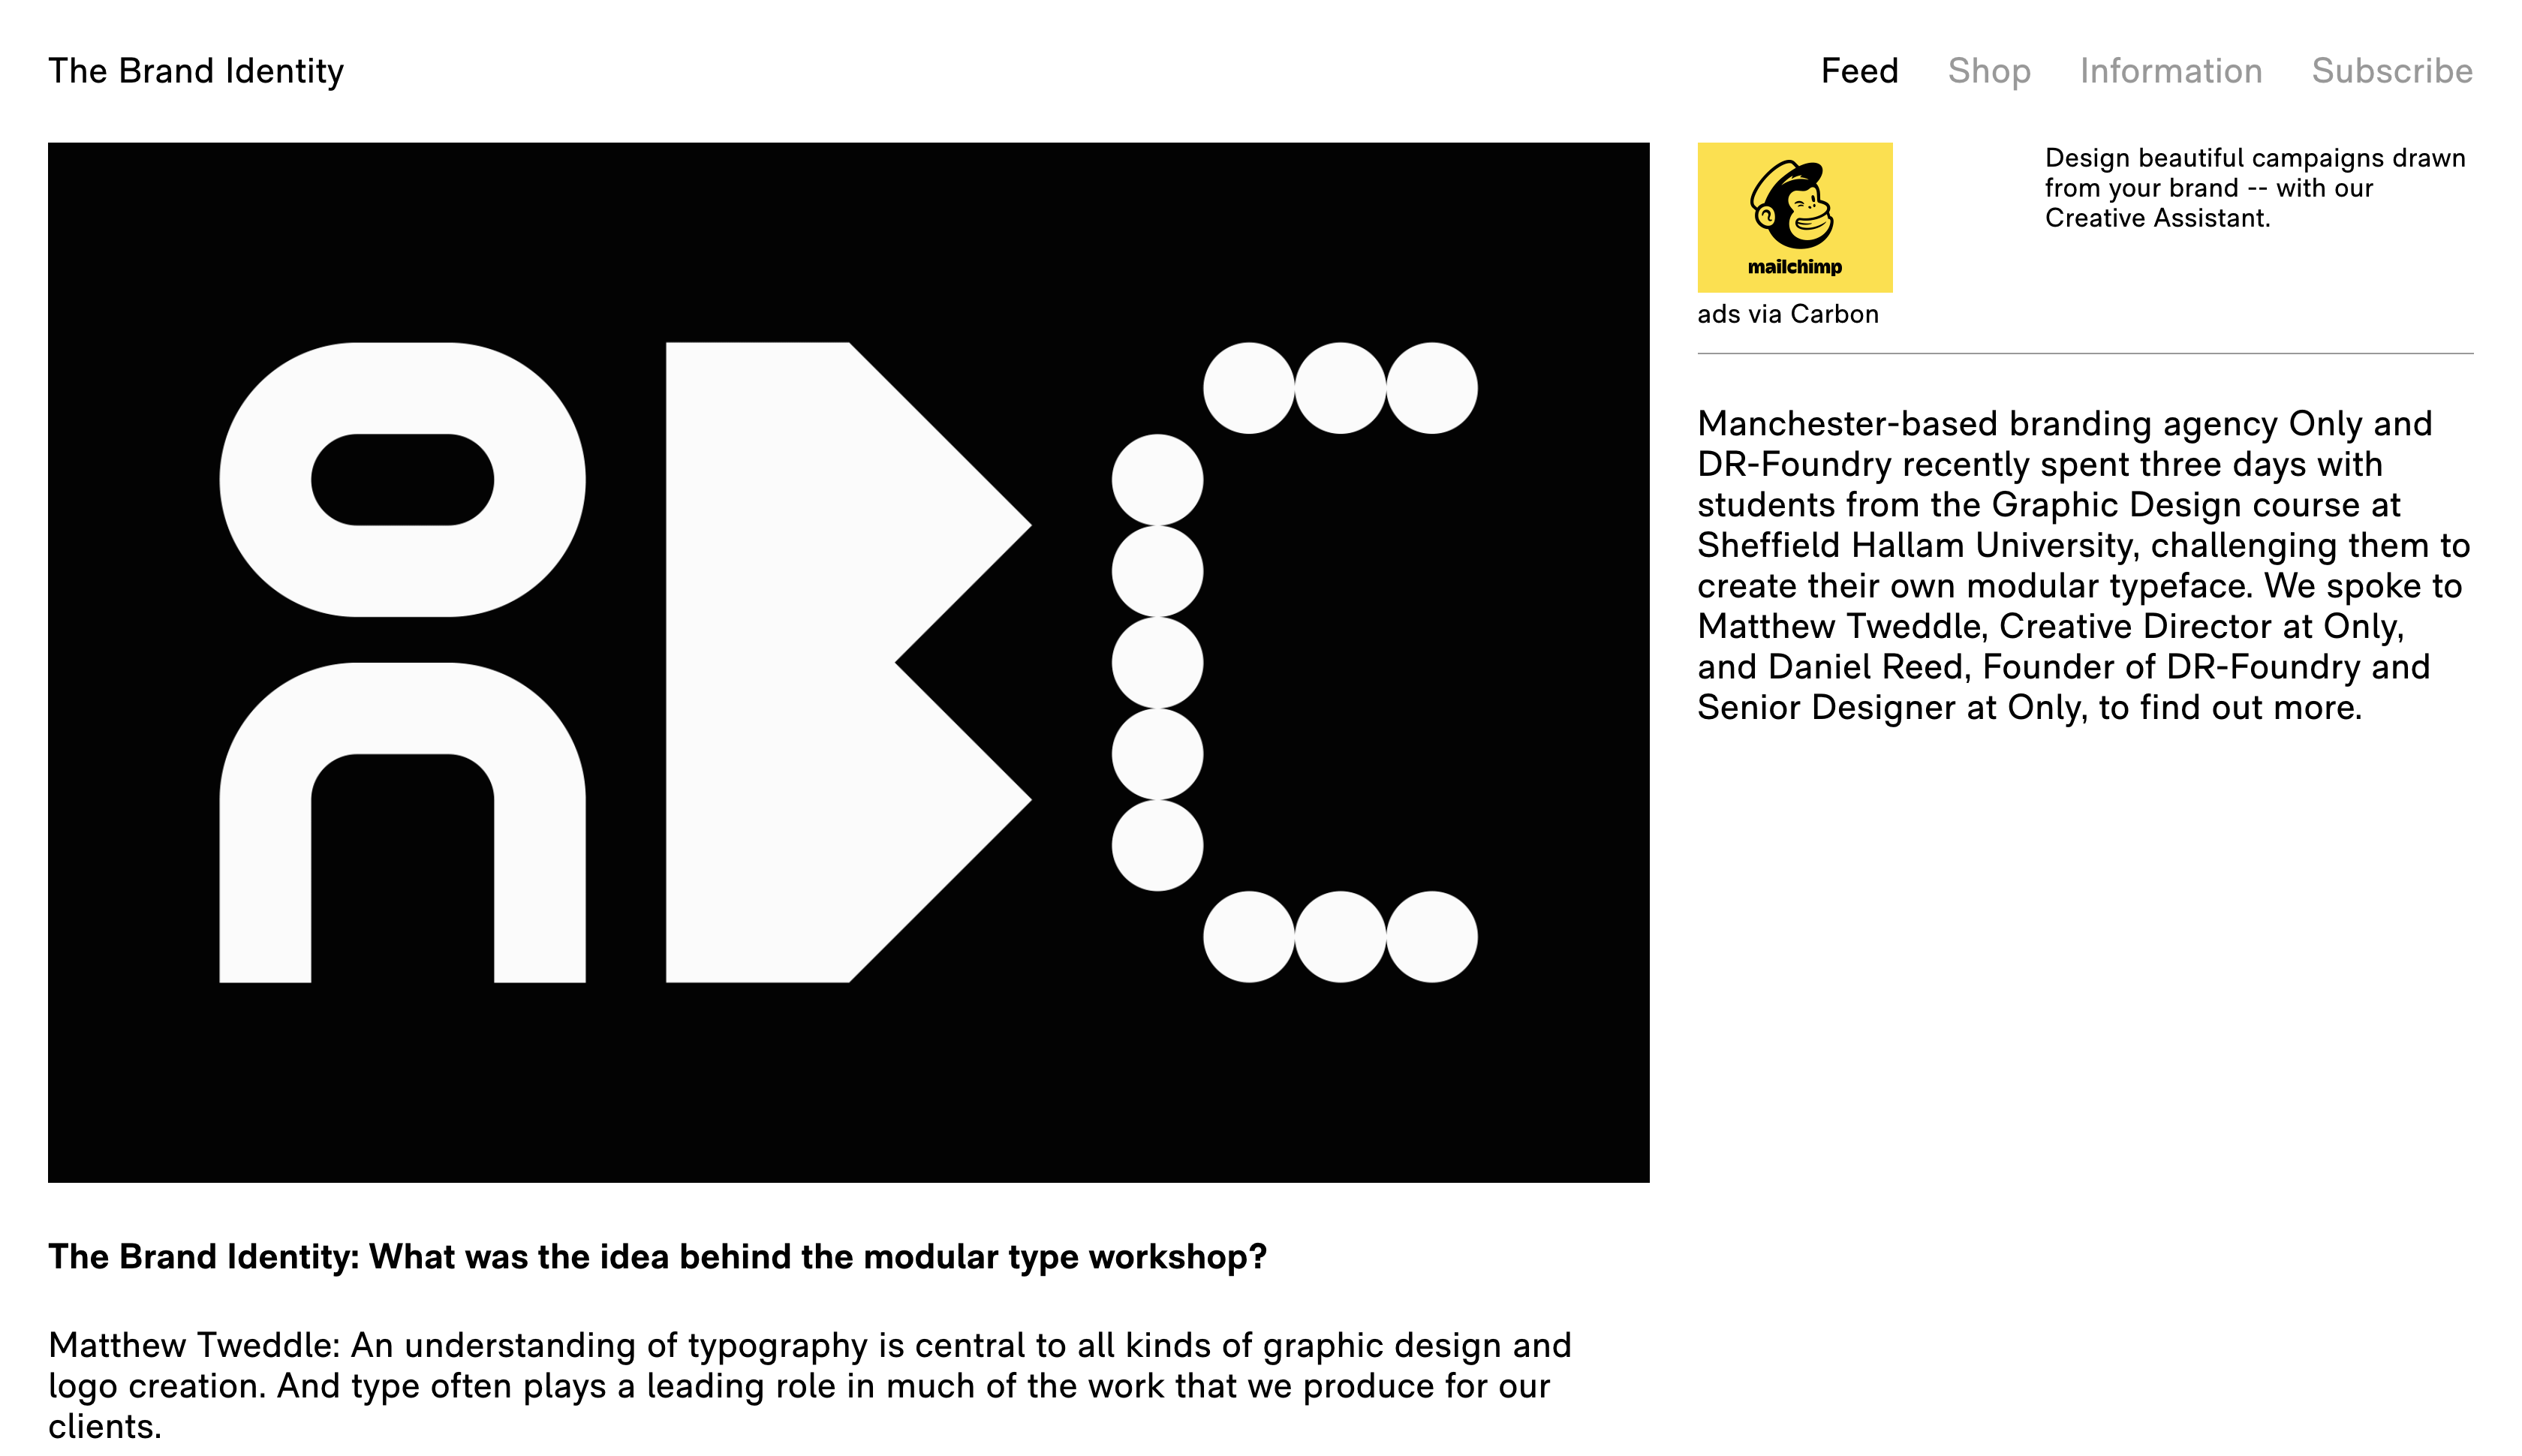 The Brand Identity
Feed Shop Information Subscribe
ABC
mailchimp
ads via Carbon
Design beautiful campaigns drawn
from your brand -- with our
Creative Assistant.
Manchester-based branding agency Only and
DR-Foundry recently spent three days with
students from the Graphic Design course at
Sheffield Hallam University, challenging them to
create their own modular typeface. We spoke to
Matthew Tweddle, Creative Director at Only,
and Daniel Reed, Founder of DR-Foundry and
Senior Designer at Only, to find out more.
The Brand Identity: What was the idea behind the modular type workshop?
Matthew Tweddle: An understanding of typography is central to all kinds of graphic design and
logo creation. And type often plays a leading role in much of the work that we produce for our
clients.